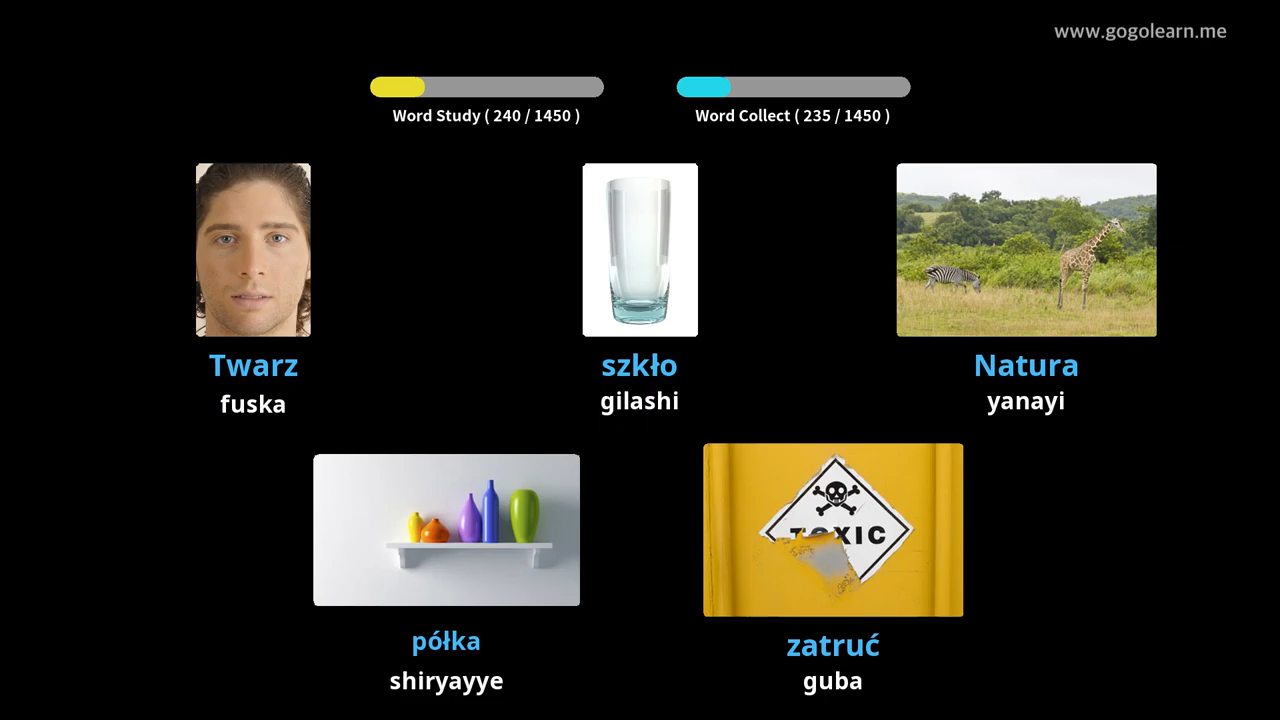 www.gogolearn.me
Word Study ( 240 / 1450 )
Word Collect ( 235 / 1450 )
Twarz
fuska
szkło
gilashi
Natura
yanayi
TOXIC
półka
shiryayye
zatruć
guba